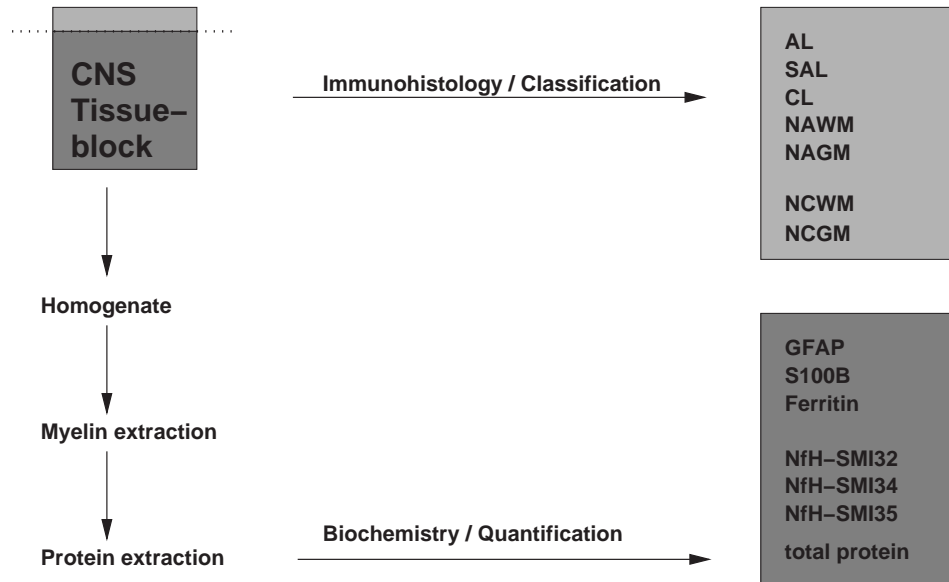 CNS
Tissue–
block
Immunohistology / Classification
AL
SAL
CL
NAWM
NAGM
NCWM
NCGM
Homogenate
Myelin extraction
Protein extraction
Biochemistry / Quantification
GFAP
S100B
Ferritin
NfH–SMI32
NfH–SMI34
NfH–SMI35
total protein